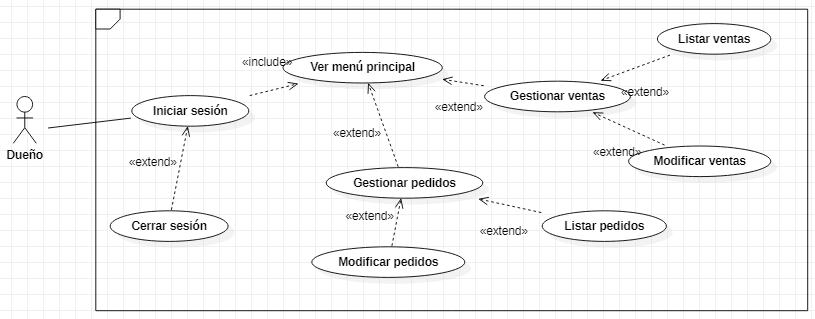 Listar ventas
«include»
Ver menú principal
«extend»
Gestionar ventas
«extend»
Iniciar sesión
«extend»
Dueño
«extend»
«extend»
Modificar ventas
Gestionar pedidos
«extend»
Cerrar sesión
«extend»
Listar pedidos
Modificar pedidos